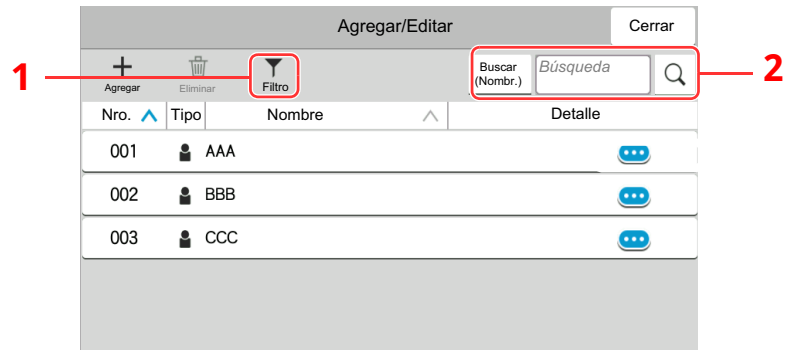 Agregar/Editar
Cerrar
1
Agregar
Eliminar
Filtro
Buscar
(Nombr.)
Búsqueda
2
Nro. Tipo Nombre Detalle
001 AAA
002 BBB
003 CCC